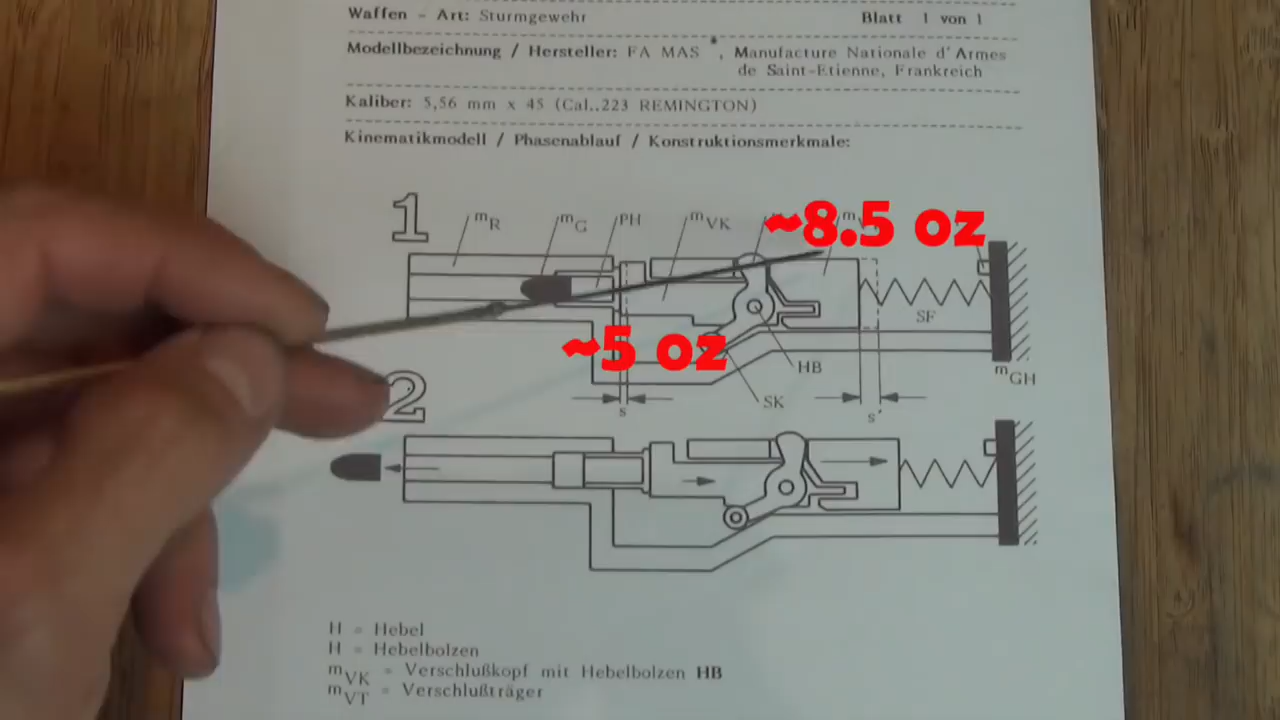 Waffen - Art: Sturmgewehr Blatt 1 von 1
Modellbezeichnung / Hersteller: FA MAS * , Manufacture Nationale d'Armes
de Saint-Etienne, Frankreich
Kaliber: 5,56 mm x 45 (Cal..223 REMINGTON)
Kinematikmodell / Phasenablauf / Konstruktionsmerkmale:
1
mR mG PH mVK
~8.5 oz
SF
~5 oz
HB
mGH
SK
s s'
2
H = Hebel
H = Hebelbolzen
mVK = Verschlußkopf mit Hebelbolzen HB
mVT = Verschlußträger